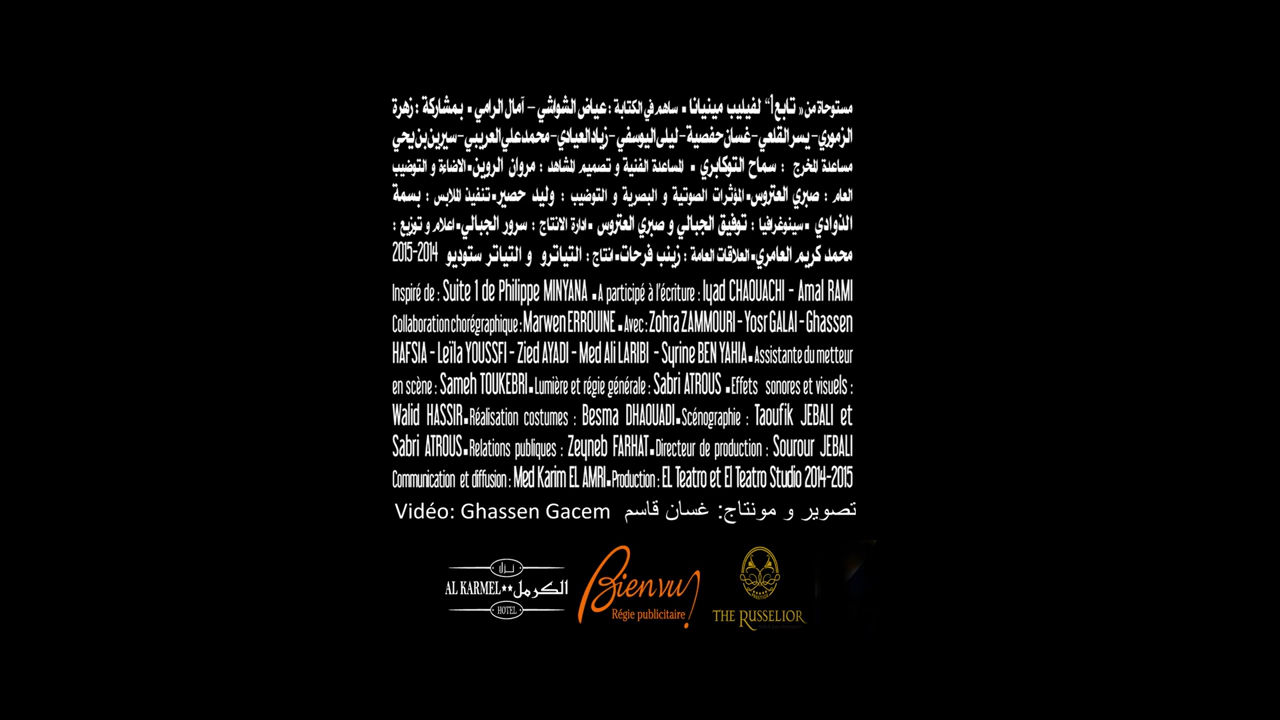 مستوحاة من « تابع 1" لفيليب مينيانا ▪ ساهم في الكتابة : عياض الشواشي – آمال الرامي ▪ بمشاركة : زهرة
الزموري-يسر القلعي-غسان حفصية-ليلى اليوسفي-زياد العيادي-محمد علي العريبي-سيرين بن يحي
مساعدة المخرج : سماح التوكابري ▪ المساعدة الفنية و تصميم المشاهد : مروان الروين▪الاضاءة و التوضيب
العام : صبري العتروس▪المؤثرات الصوتية و البصرية و التوضيب : وليد حصير▪تنفيذ الملابس : بسمة
الذوادي ▪سينوغرافيا : توفيق الجبالي و صبري العتروس ▪ادارة الانتاج : سرور الجبالي▪اعلام و توزيع :
محمد كريم العامري▪العلاقات العامة : زينب فرحات▪انتاج : التياترو و التياتر ستوديو 2014-2015
Inspiré de : Suite 1 de Philippe MINYANA ▪A participé à l'écriture : Iyad CHAOUACHI - Amal RAMI
Collaboration chorégraphique : Marwen ERROUINE ▪Avec : Zohra ZAMMOURI - Yosr GALAI - Ghassen
HAFSIA - Leïla YOUSSFI - Zied AYADI - Med Ali LARIBI - Syrine BEN YAHIA▪Assistante du metteur
en scène : Sameh TOUKEBRI▪Lumière et régie générale : Sabri ATROUS ▪Effets sonores et visuels :
Walid HASSIR▪Réalisation costumes : Besma DHAOUADI▪Scénographie : Taoufik JEBALI et
Sabri ATROUS▪Relations publiques : Zeyneb FARHAT▪Directeur de production : Sourour JEBALI
Communication et diffusion : Med Karim EL AMRI▪Production : EL Teatro et El Teatro Studio 2014-2015
Vidéo: Ghassen Gacem تصوير و مونتاج: غسان قاسم
نزل
AL KARMEL**الكرمل
HOTEL
Bienvu!
Régie publicitaire
THE RUSSELIOR